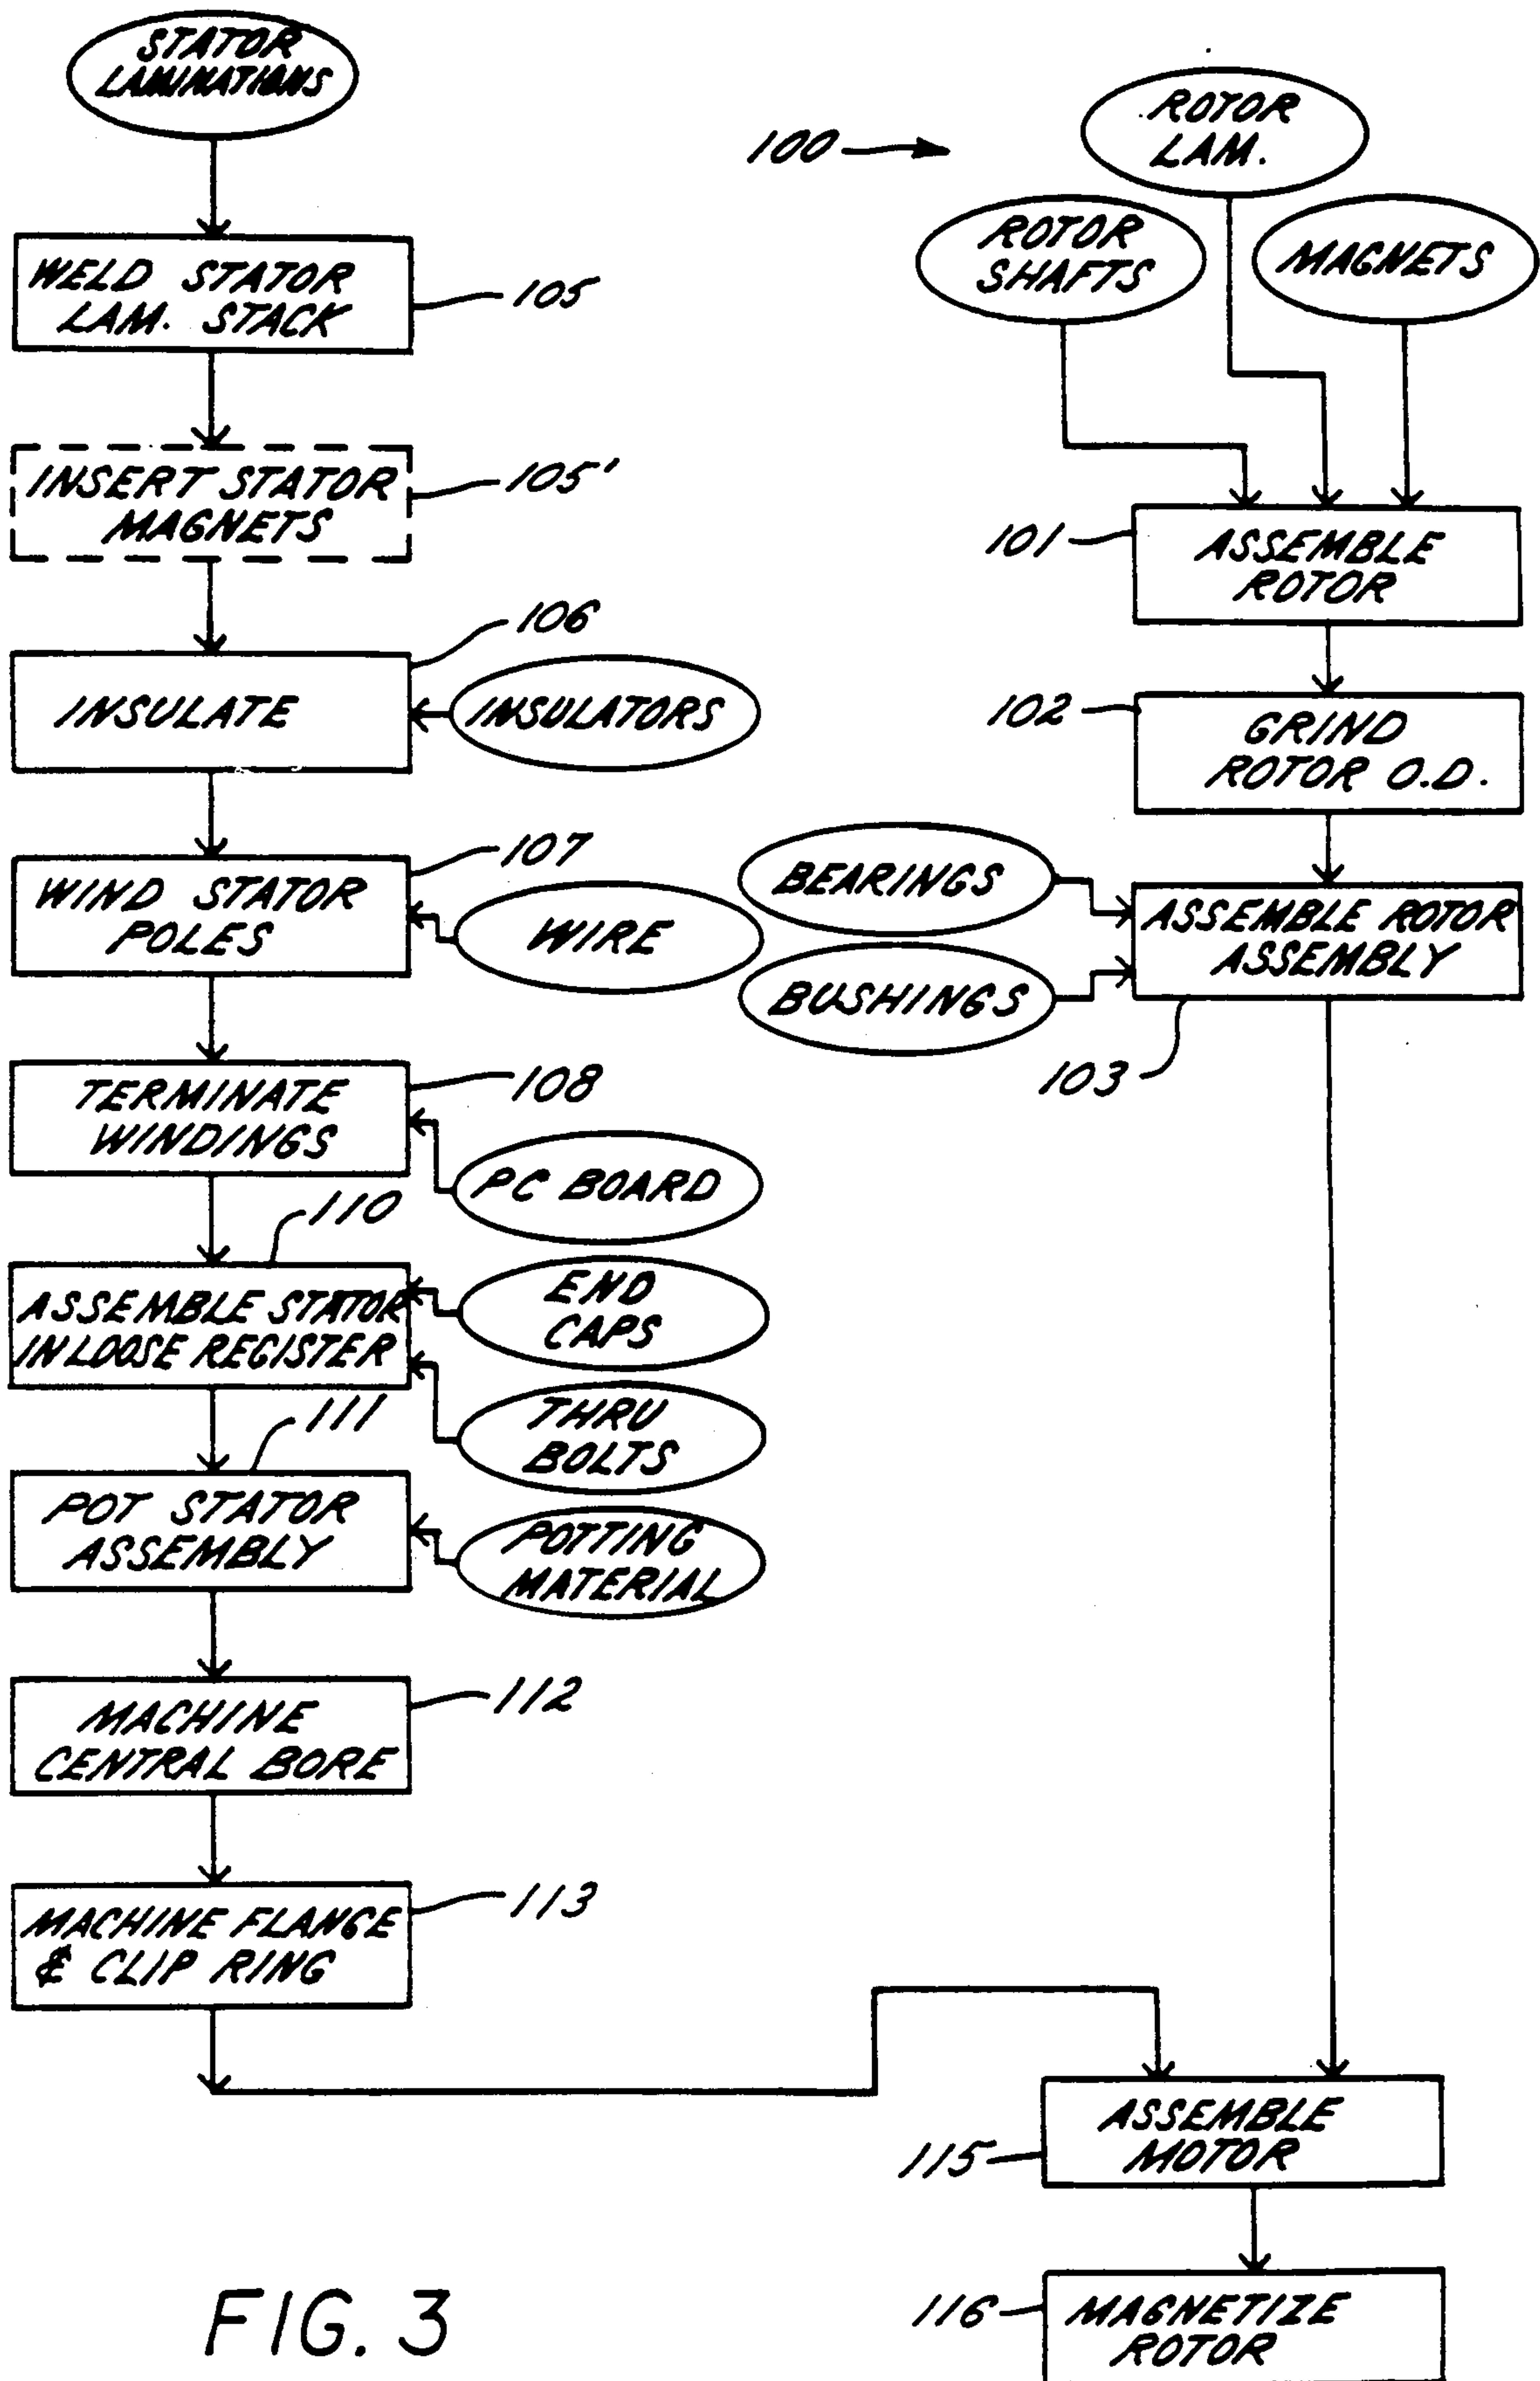 STATOR
LAMINATIONS
WELD STATOR
LAM. STACK
105
INSERT STATOR
MAGNETS
105'
INSULATE
106
INSULATORS
WIND STATOR
POLES
107
WIRE
TERMINATE
WINDINGS
108
PC BOARD
110
ASSEMBLE STATOR
IN LOOSE REGISTER
END
CAPS
THRU
BOLTS
111
POT STATOR
ASSEMBLY
POTTING
MATERIAL
MACHINE
CENTRAL BORE
112
MACHINE FLANGE
& CLIP RING
113
100
ROTOR
LAM.
ROTOR
SHAFTS
MAGNETS
101
ASSEMBLE
ROTOR
102
GRIND
ROTOR O.D.
BEARINGS
BUSHINGS
ASSEMBLE ROTOR
ASSEMBLY
103
115
ASSEMBLE
MOTOR
116
MAGNETIZE
ROTOR
FIG. 3